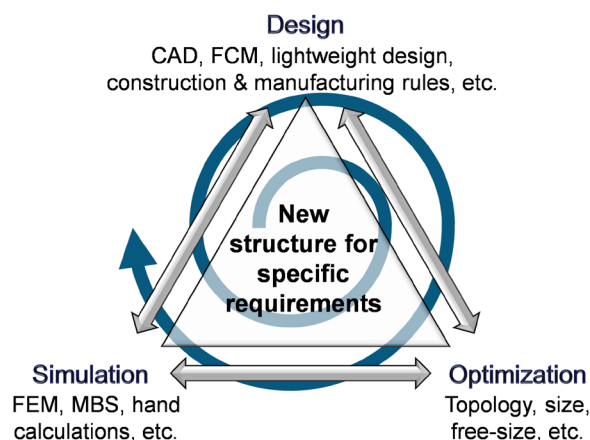 Design
CAD, FCM, lightweight design,
construction & manufacturing rules, etc.
New
structure for
specific
requirements
Simulation
FEM, MBS, hand
calculations, etc.
Optimization
Topology, size,
free-size, etc.